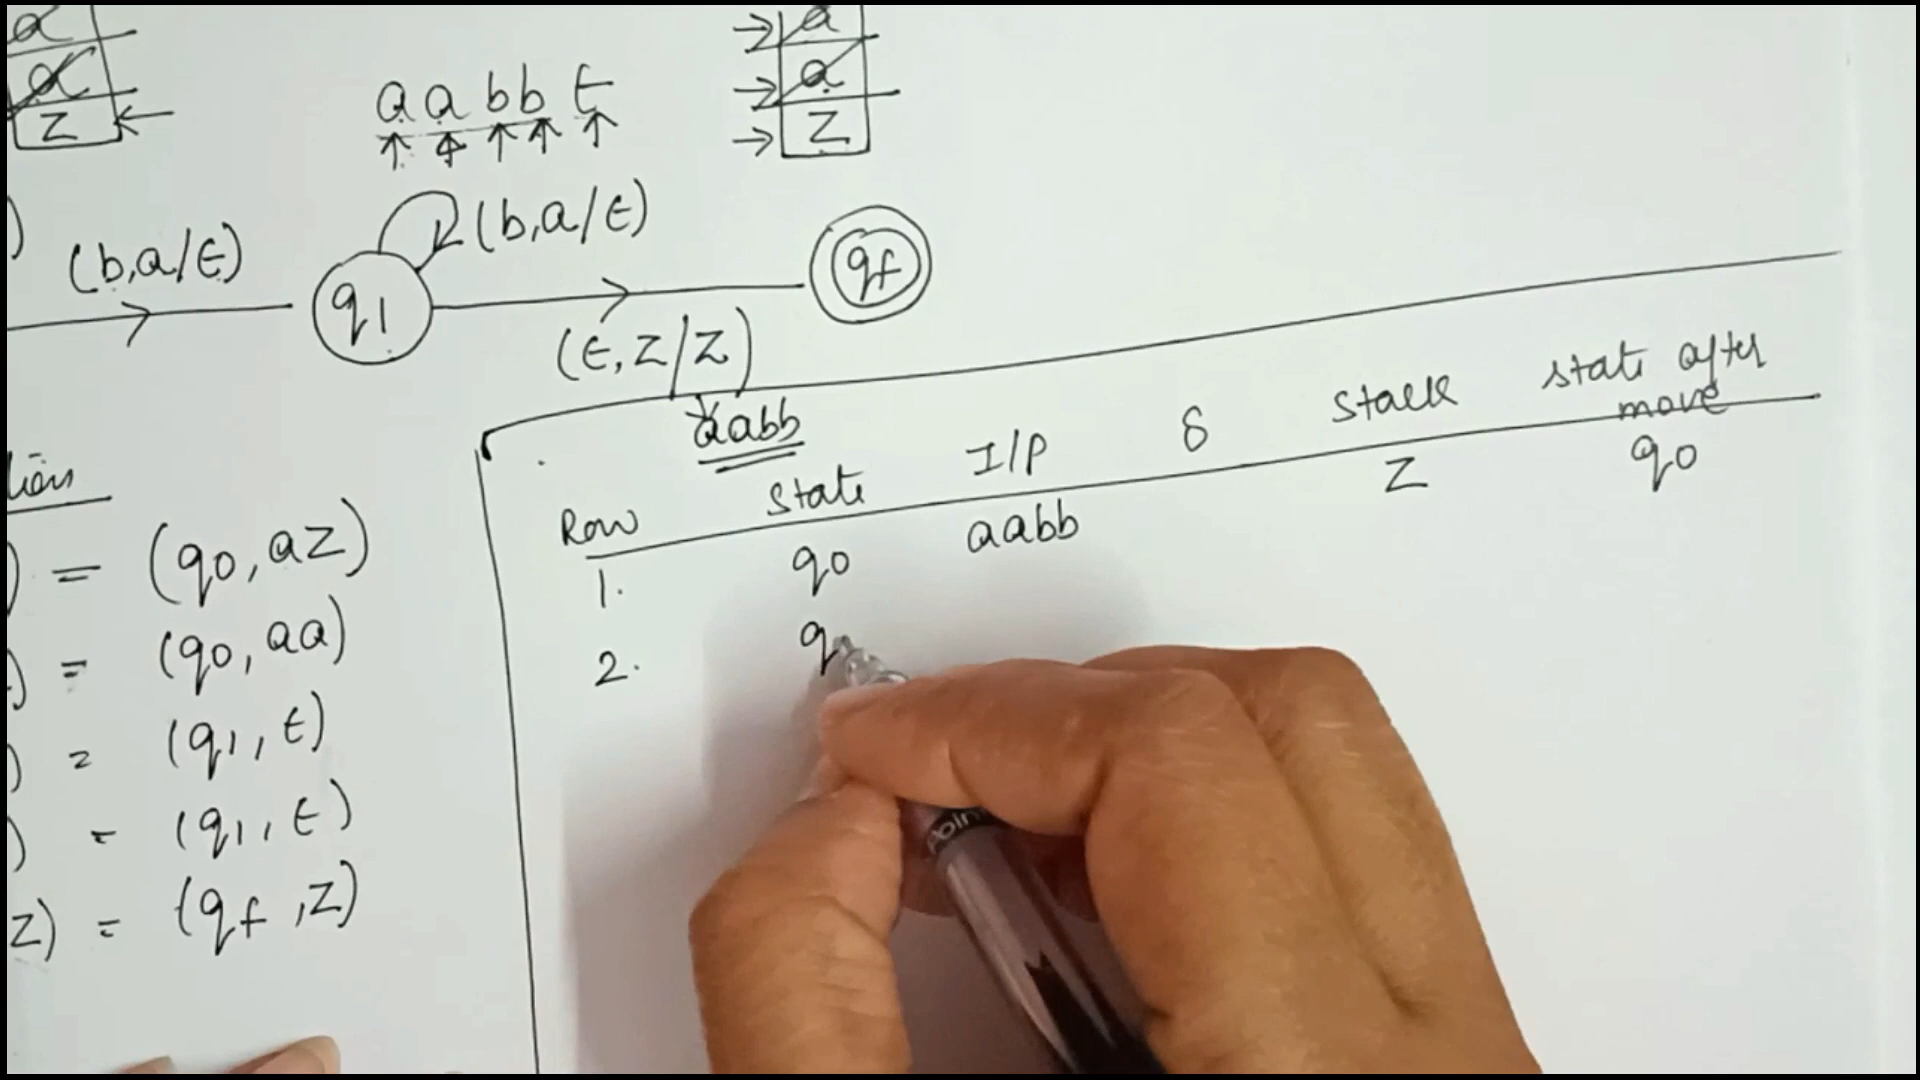 a
a
z
a a b b ε
a
a
z
)
(b,a/ε)
q1
(b,a/ε)
(ε,z/z)
qf
aabb
Row State I/P δ Stack state after move
1. q0 aabb z q0
2. q
) = (q0,az)
) = (q0,aa)
) = (q1,ε)
) = (q1,ε)
z) = (qf,z)